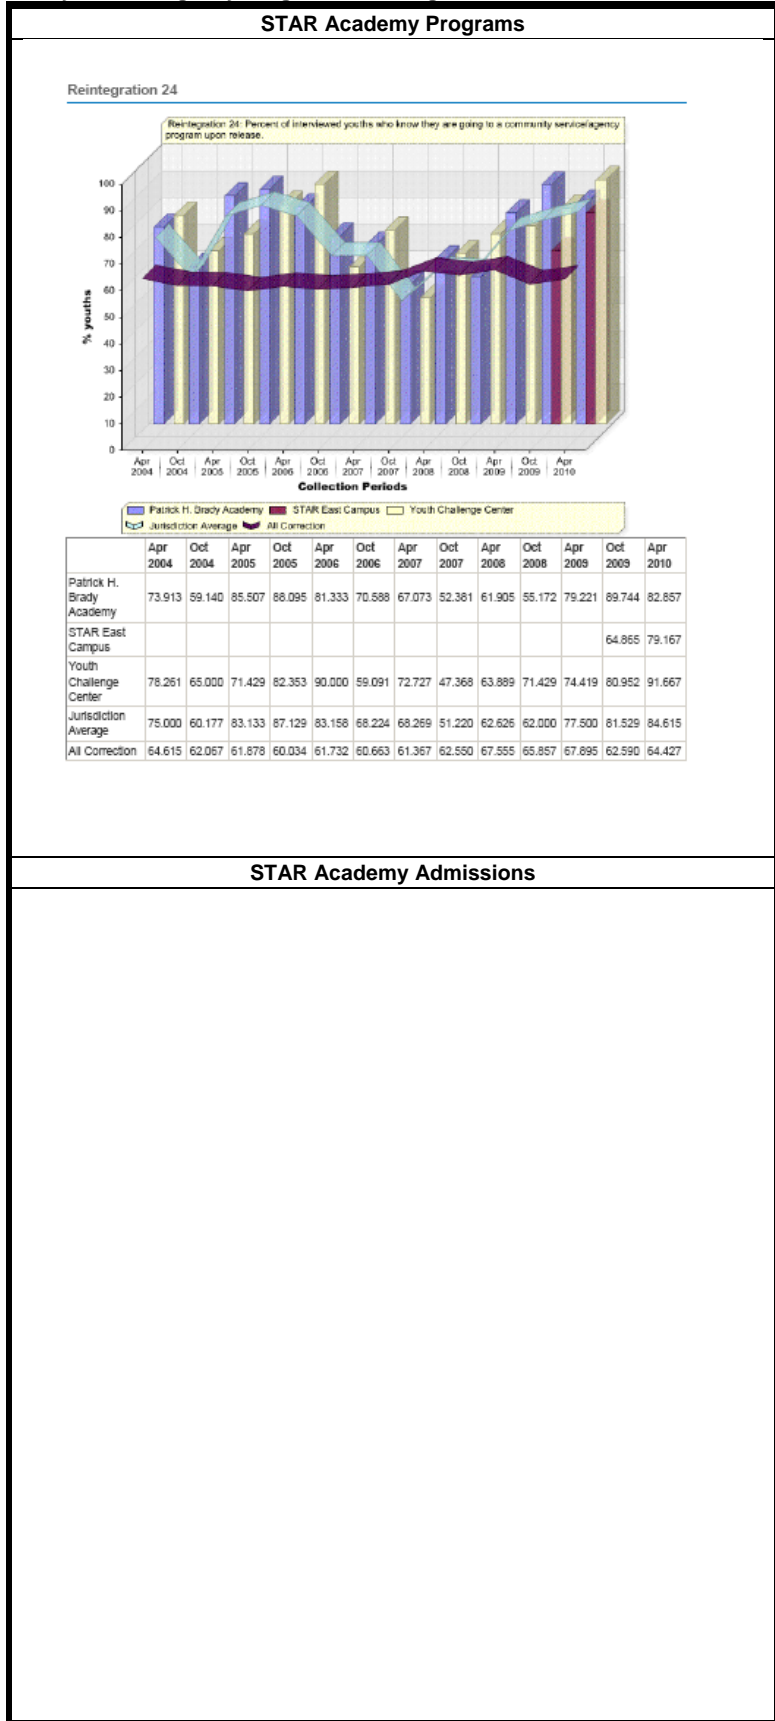 STAR Academy Programs
Reintegration 24
Reintegration 24: Percent of interviewed youths who know they are going to a community service/agency
program upon release.
100
90
80
70
60
50
40
30
20
10
0
% youths
Apr 2004 Oct 2004 Apr 2005 Oct 2005 Apr 2006 Oct 2006 Apr 2007 Oct 2007 Apr 2008 Oct 2008 Apr 2009 Oct 2009 Apr 2010
Collection Periods
Patrick H. Brady Academy STAR East Campus Youth Challenge Center
Jurisdiction Average All Correction
Apr 2004 Oct 2004 Apr 2005 Oct 2005 Apr 2006 Oct 2006 Apr 2007 Oct 2007 Apr 2008 Oct 2008 Apr 2009 Oct 2009 Apr 2010
Patrick H. Brady Academy 73.913 59.140 85.507 88.095 81.333 70.588 67.073 52.381 61.905 55.172 79.221 89.744 82.857
STAR East Campus 64.865 79.167
Youth Challenge Center 78.261 65.000 71.429 82.353 90.000 59.091 72.727 47.368 63.889 71.429 74.419 80.952 91.667
Jurisdiction Average 75.000 60.177 83.133 87.129 83.158 68.224 68.269 51.220 62.626 62.000 77.500 81.529 84.615
All Correction 64.615 62.057 61.878 60.034 61.732 60.663 61.367 62.550 67.555 65.857 67.895 62.590 64.427
STAR Academy Admissions